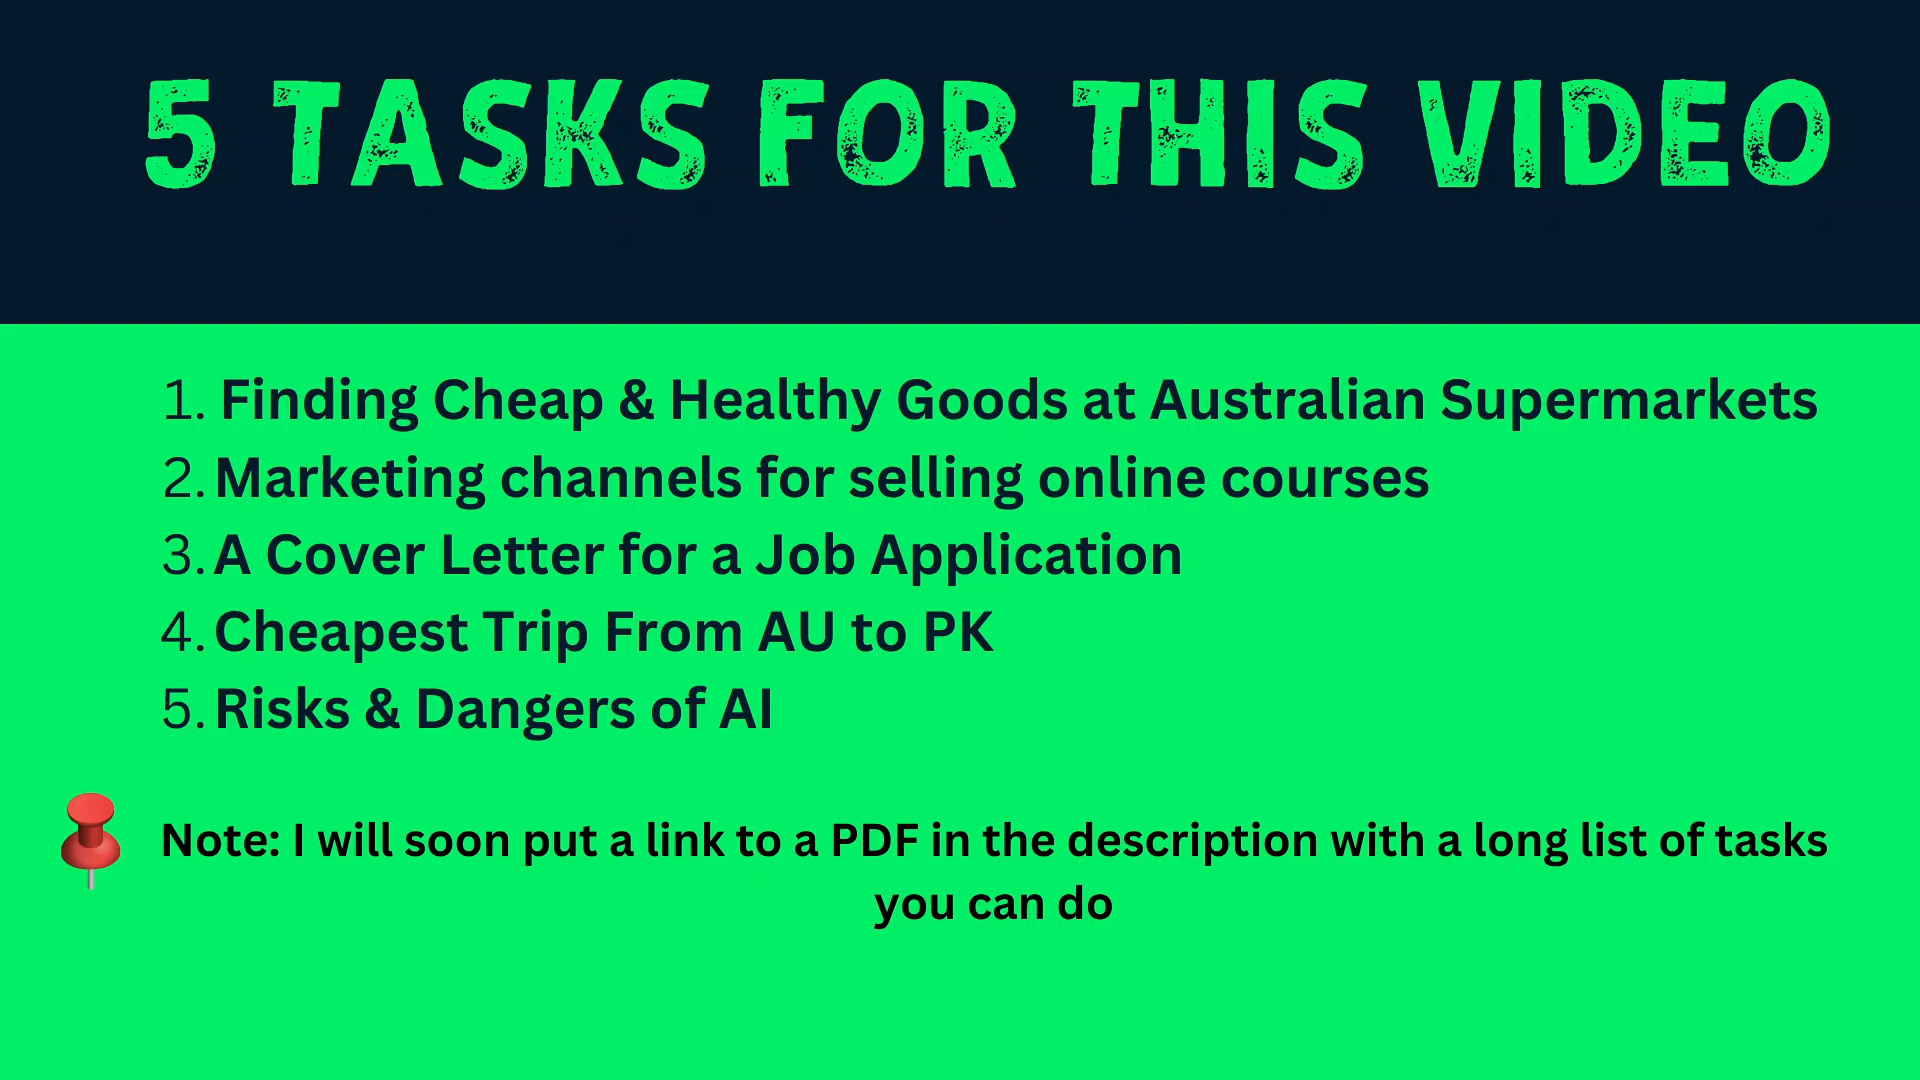 5 TASKS FOR THIS VIDEO
1. Finding Cheap & Healthy Goods at Australian Supermarkets
2. Marketing channels for selling online courses
3. A Cover Letter for a Job Application
4. Cheapest Trip From AU to PK
5. Risks & Dangers of AI
Note: I will soon put a link to a PDF in the description with a long list of tasks
you can do